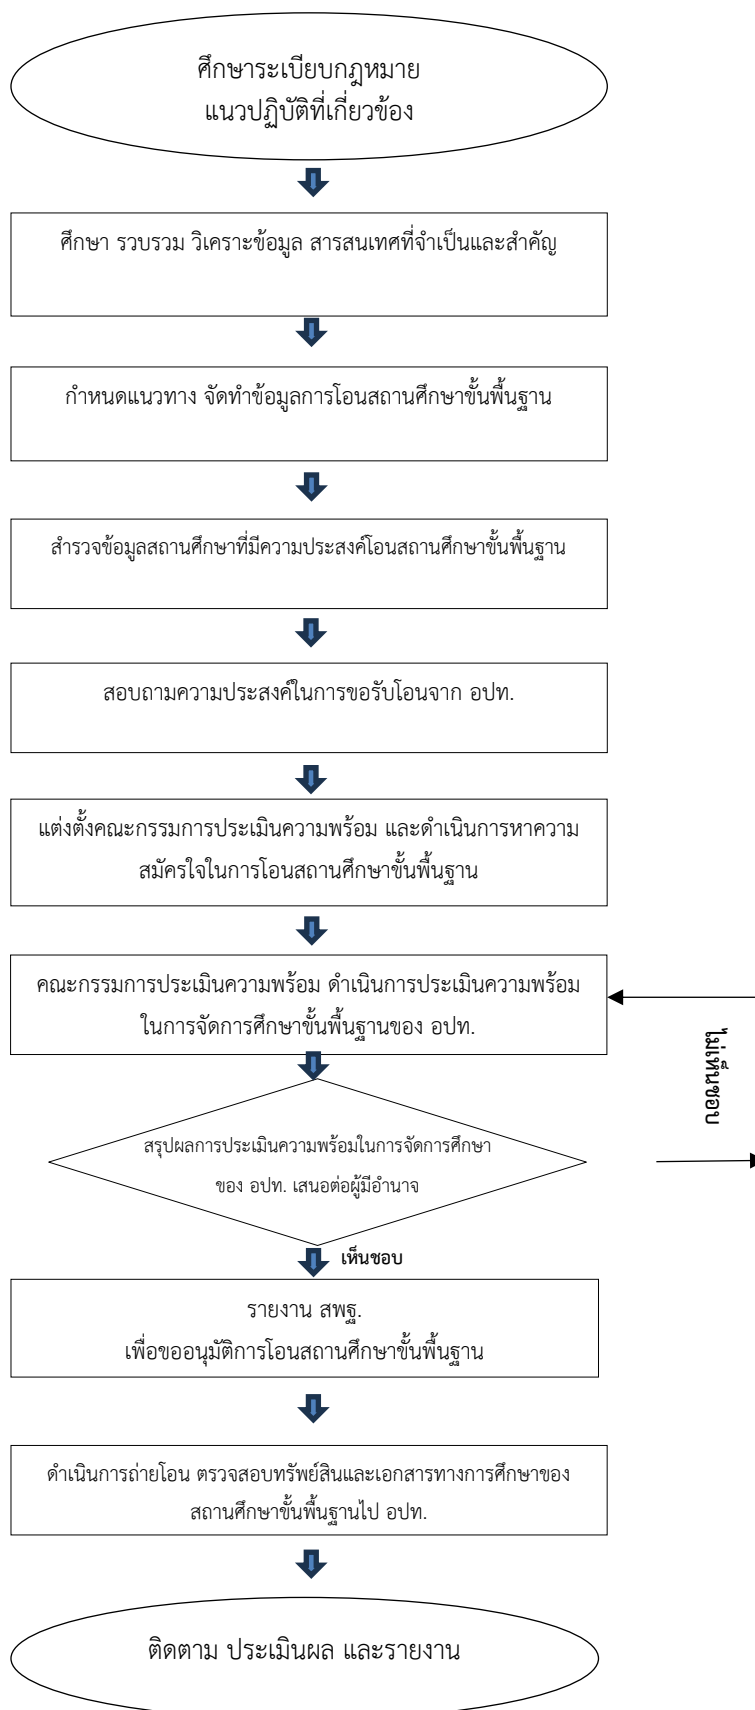 ศึกษาระเบียบกฎหมาย
แนวปฏิบัติที่เกี่ยวข้อง
ศึกษา รวบรวม วิเคราะข้อมูล สารสนเทศที่จำเป็นและสำคัญ
กำหนดแนวทาง จัดทำข้อมูลการโอนสถานศึกษาขั้นพื้นฐาน
สำรวจข้อมูลสถานศึกษาที่มีความประสงค์โอนสถานศึกษาขั้นพื้นฐาน
สอบถามความประสงค์ในการขอรับโอนจาก อปท.
แต่งตั้งคณะกรรมการประเมินความพร้อม และดำเนินการหาความ
สมัครใจในการโอนสถานศึกษาขั้นพื้นฐาน
คณะกรรมการประเมินความพร้อม ดำเนินการประเมินความพร้อม
ในการจัดการศึกษาขั้นพื้นฐานของ อปท.
ไม่เห็นชอบ
สรุปผลการประเมินความพร้อมในการจัดการศึกษา
ของ อปท. เสนอต่อผู้มีอำนาจ
เห็นชอบ
รายงาน สพฐ.
เพื่อขออนุมัติการโอนสถานศึกษาขั้นพื้นฐาน
ดำเนินการถ่ายโอน ตรวจสอบทรัพย์สินและเอกสารทางการศึกษาของ
สถานศึกษาขั้นพื้นฐานไป อปท.
ติดตาม ประเมินผล และรายงาน